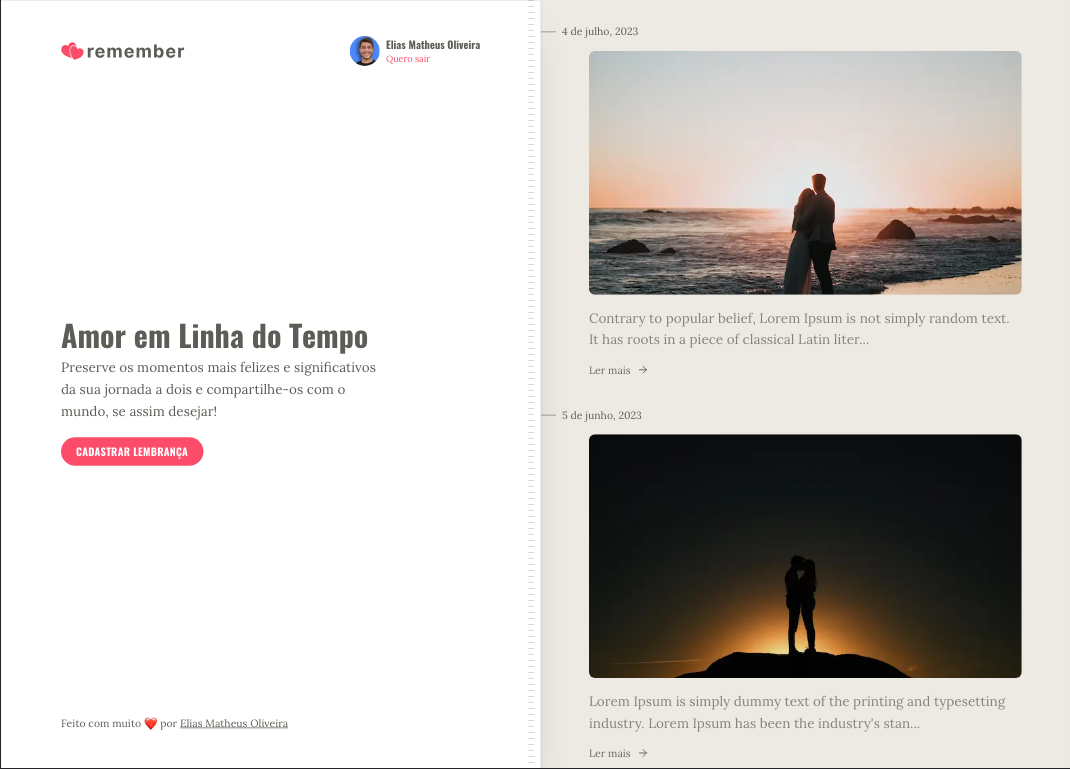 remember
Elias Matheus Oliveira
Quero sair
Amor em Linha do Tempo
Preserve os momentos mais felizes e significativos
da sua jornada a dois e compartilhe-os com o
mundo, se assim desejar!
CADASTRAR LEMBRANÇA
Feito com muito ❤️ por Elias Matheus Oliveira
4 de julho, 2023
Contrary to popular belief, Lorem Ipsum is not simply random text.
It has roots in a piece of classical Latin liter...
Ler mais →
5 de junho, 2023
Lorem Ipsum is simply dummy text of the printing and typesetting
industry. Lorem Ipsum has been the industry's stan...
Ler mais →